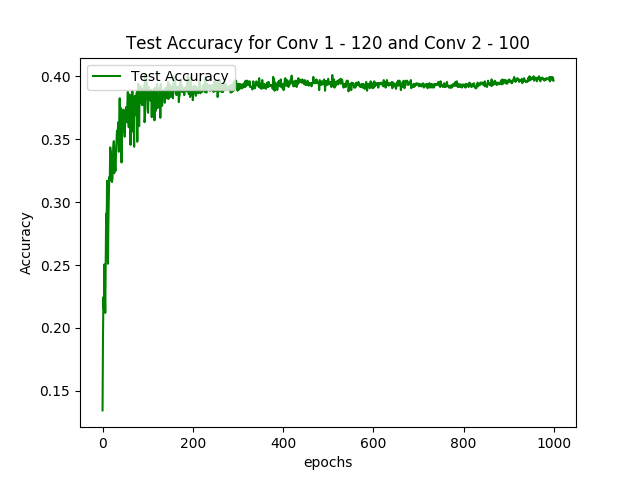 Test Accuracy for Conv 1 - 120 and Conv 2 - 100
Test Accuracy
0.40
0.35
0.30
0.25
0.20
0.15
Accuracy
0 200 400 600 800 1000
epochs